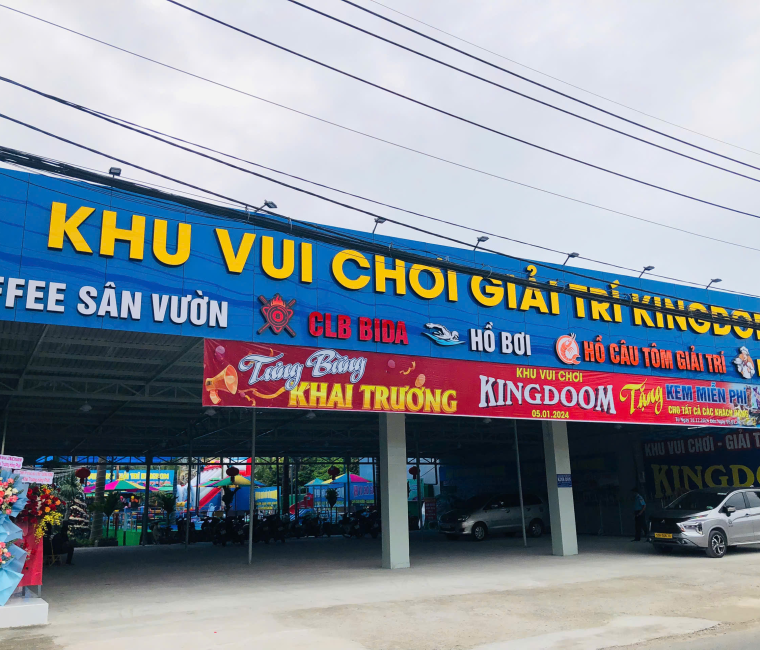 KHU VUI CHƠI GIẢI TRÍ KINGDOO
FFEE SÂN VƯỜN
CLB BIDA
HỒ BƠI
HỒ CÂU TÔM GIẢI TRÍ
Tưng Bừng
KHAI TRƯƠNG
KHU VUI CHƠI
KINGDOOM
05.01.2024
Tặng
KEM MIỄN PHÍ
CHO TẤT CẢ CÁC KHÁCH
KHU VUI CHƠI - GIẢI
KINGDOO